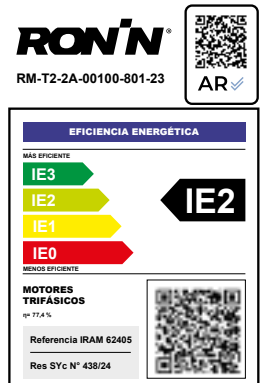 RON'N®
RM-T2-2A-00100-801-23
AR
EFICIENCIA ENERGÉTICA
MÁS EFICIENTE
IE3
IE2
IE2
IE1
IE0
MENOS EFICIENTE
MOTORES
TRIFÁSICOS
η= 77,4 %
Referencia IRAM 62405
Res SYc N° 438/24